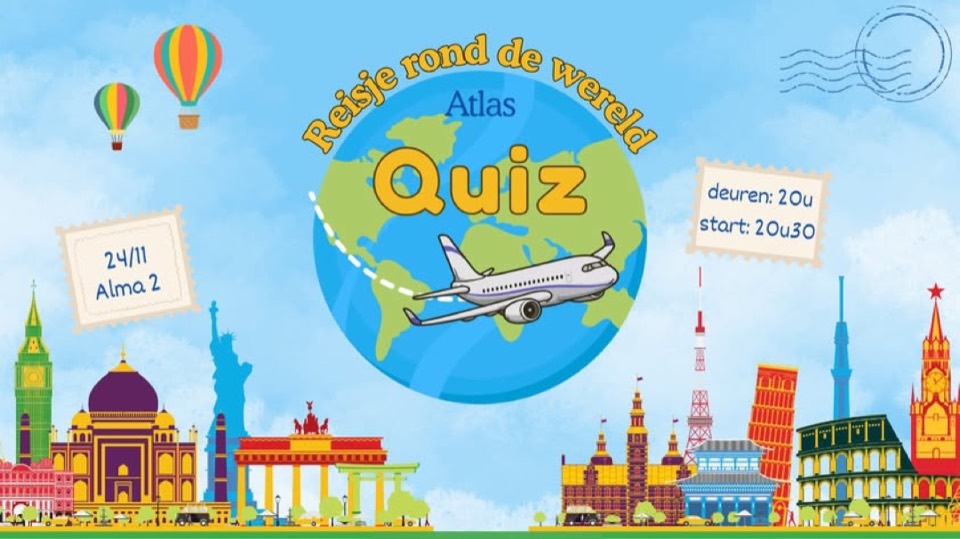 Reisje rond de wereld
Atlas
Quiz
24/11
Alma 2
deuren: 20u
start: 20u30